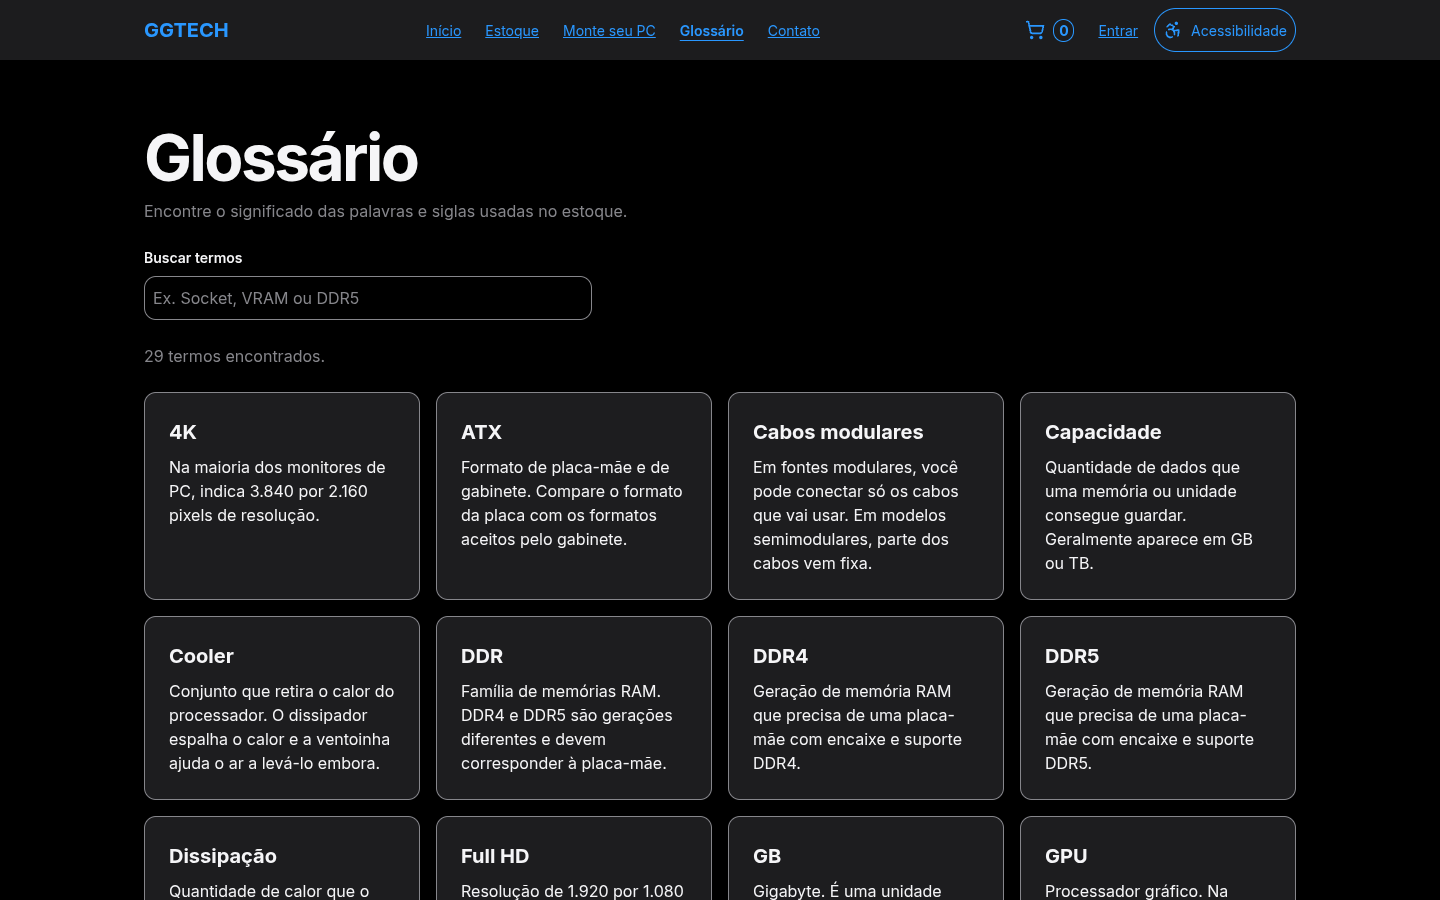 GGTECH
Início
Estoque
Monte seu PC
Glossário
Contato
0
Entrar
Acessibilidade
Glossário
Encontre o significado das palavras e siglas usadas no estoque.
Buscar termos
Ex. Socket, VRAM ou DDR5
29 termos encontrados.
4K
Na maioria dos monitores de
PC, indica 3.840 por 2.160
pixels de resolução.
ATX
Formato de placa-mãe e de
gabinete. Compare o formato
da placa com os formatos
aceitos pelo gabinete.
Cabos modulares
Em fontes modulares, você
pode conectar só os cabos
que vai usar. Em modelos
semimodulares, parte dos
cabos vem fixa.
Capacidade
Quantidade de dados que
uma memória ou unidade
consegue guardar.
Geralmente aparece em GB
ou TB.
Cooler
Conjunto que retira o calor do
processador. O dissipador
espalha o calor e a ventoinha
ajuda o ar a levá-lo embora.
DDR
Família de memórias RAM.
DDR4 e DDR5 são gerações
diferentes e devem
corresponder à placa-mãe.
DDR4
Geração de memória RAM
que precisa de uma placa-
mãe com encaixe e suporte
DDR4.
DDR5
Geração de memória RAM
que precisa de uma placa-
mãe com encaixe e suporte
DDR5.
Dissipação
Quantidade de calor que o
Full HD
Resolução de 1.920 por 1.080
GB
Gigabyte. É uma unidade
GPU
Processador gráfico. Na